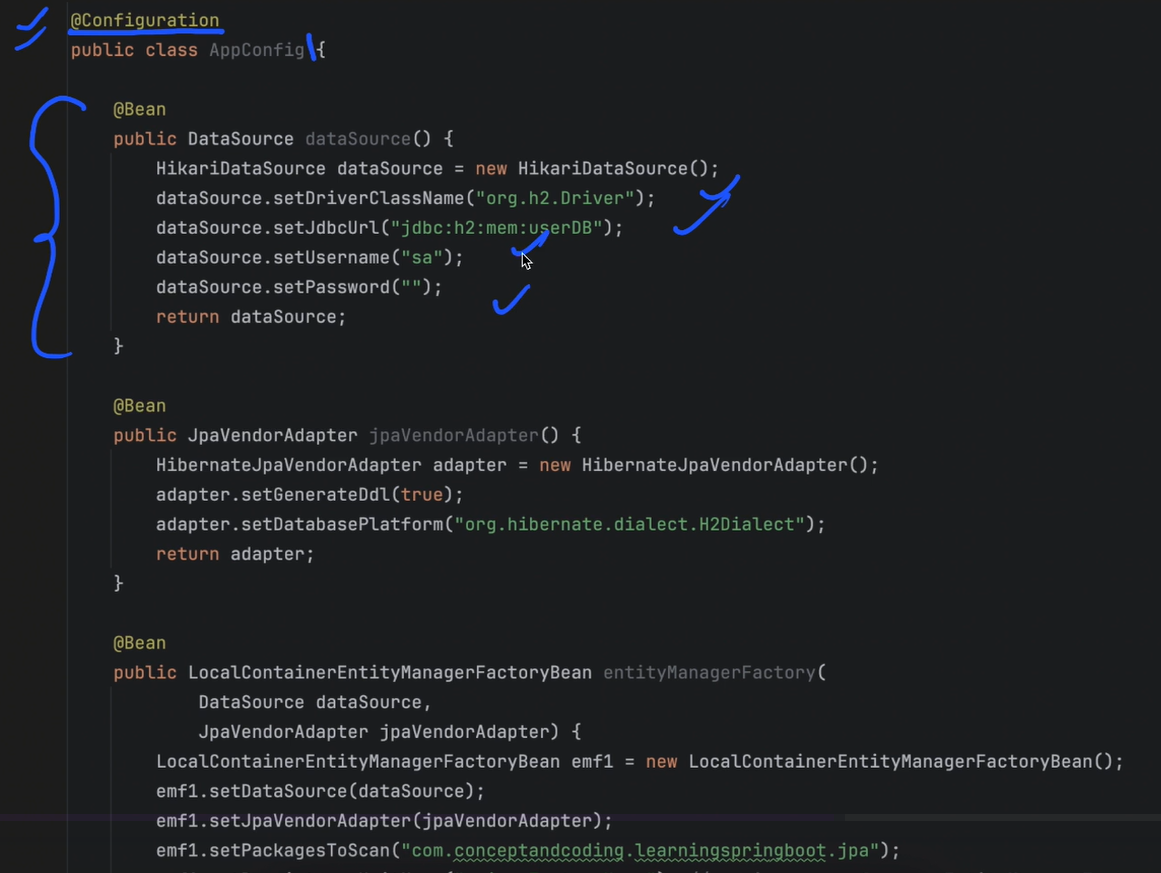 @Configuration
public class AppConfig {
@Bean
public DataSource dataSource() {
HikariDataSource dataSource = new HikariDataSource();
dataSource.setDriverClassName("org.h2.Driver");
dataSource.setJdbcUrl("jdbc:h2:mem:userDB");
dataSource.setUsername("sa");
dataSource.setPassword("");
return dataSource;
}
@Bean
public JpaVendorAdapter jpaVendorAdapter() {
HibernateJpaVendorAdapter adapter = new HibernateJpaVendorAdapter();
adapter.setGenerateDdl(true);
adapter.setDatabasePlatform("org.hibernate.dialect.H2Dialect");
return adapter;
}
@Bean
public LocalContainerEntityManagerFactoryBean entityManagerFactory(
DataSource dataSource,
JpaVendorAdapter jpaVendorAdapter) {
LocalContainerEntityManagerFactoryBean emf1 = new LocalContainerEntityManagerFactoryBean();
emf1.setDataSource(dataSource);
emf1.setJpaVendorAdapter(jpaVendorAdapter);
emf1.setPackagesToScan("com.conceptandcoding.learningspringboot.jpa");